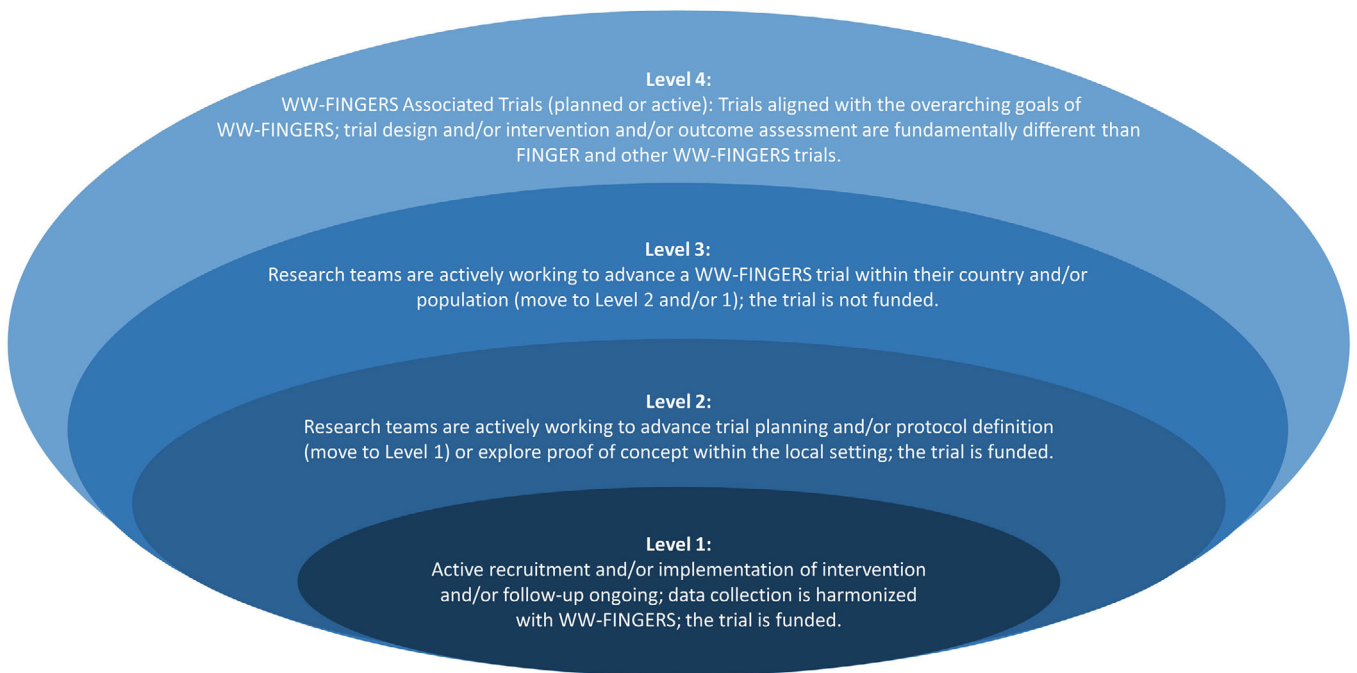 Level 4:
WW-FINGERS Associated Trials (planned or active): Trials aligned with the overarching goals of
WW-FINGERS; trial design and/or intervention and/or outcome assessment are fundamentally different than
FINGER and other WW-FINGERS trials.
Level 3:
Research teams are actively working to advance a WW-FINGERS trial within their country and/or
population (move to Level 2 and/or 1); the trial is not funded.
Level 2:
Research teams are actively working to advance trial planning and/or protocol definition
(move to Level 1) or explore proof of concept within the local setting; the trial is funded.
Level 1:
Active recruitment and/or implementation of intervention
and/or follow-up ongoing; data collection is harmonized
with WW-FINGERS; the trial is funded.